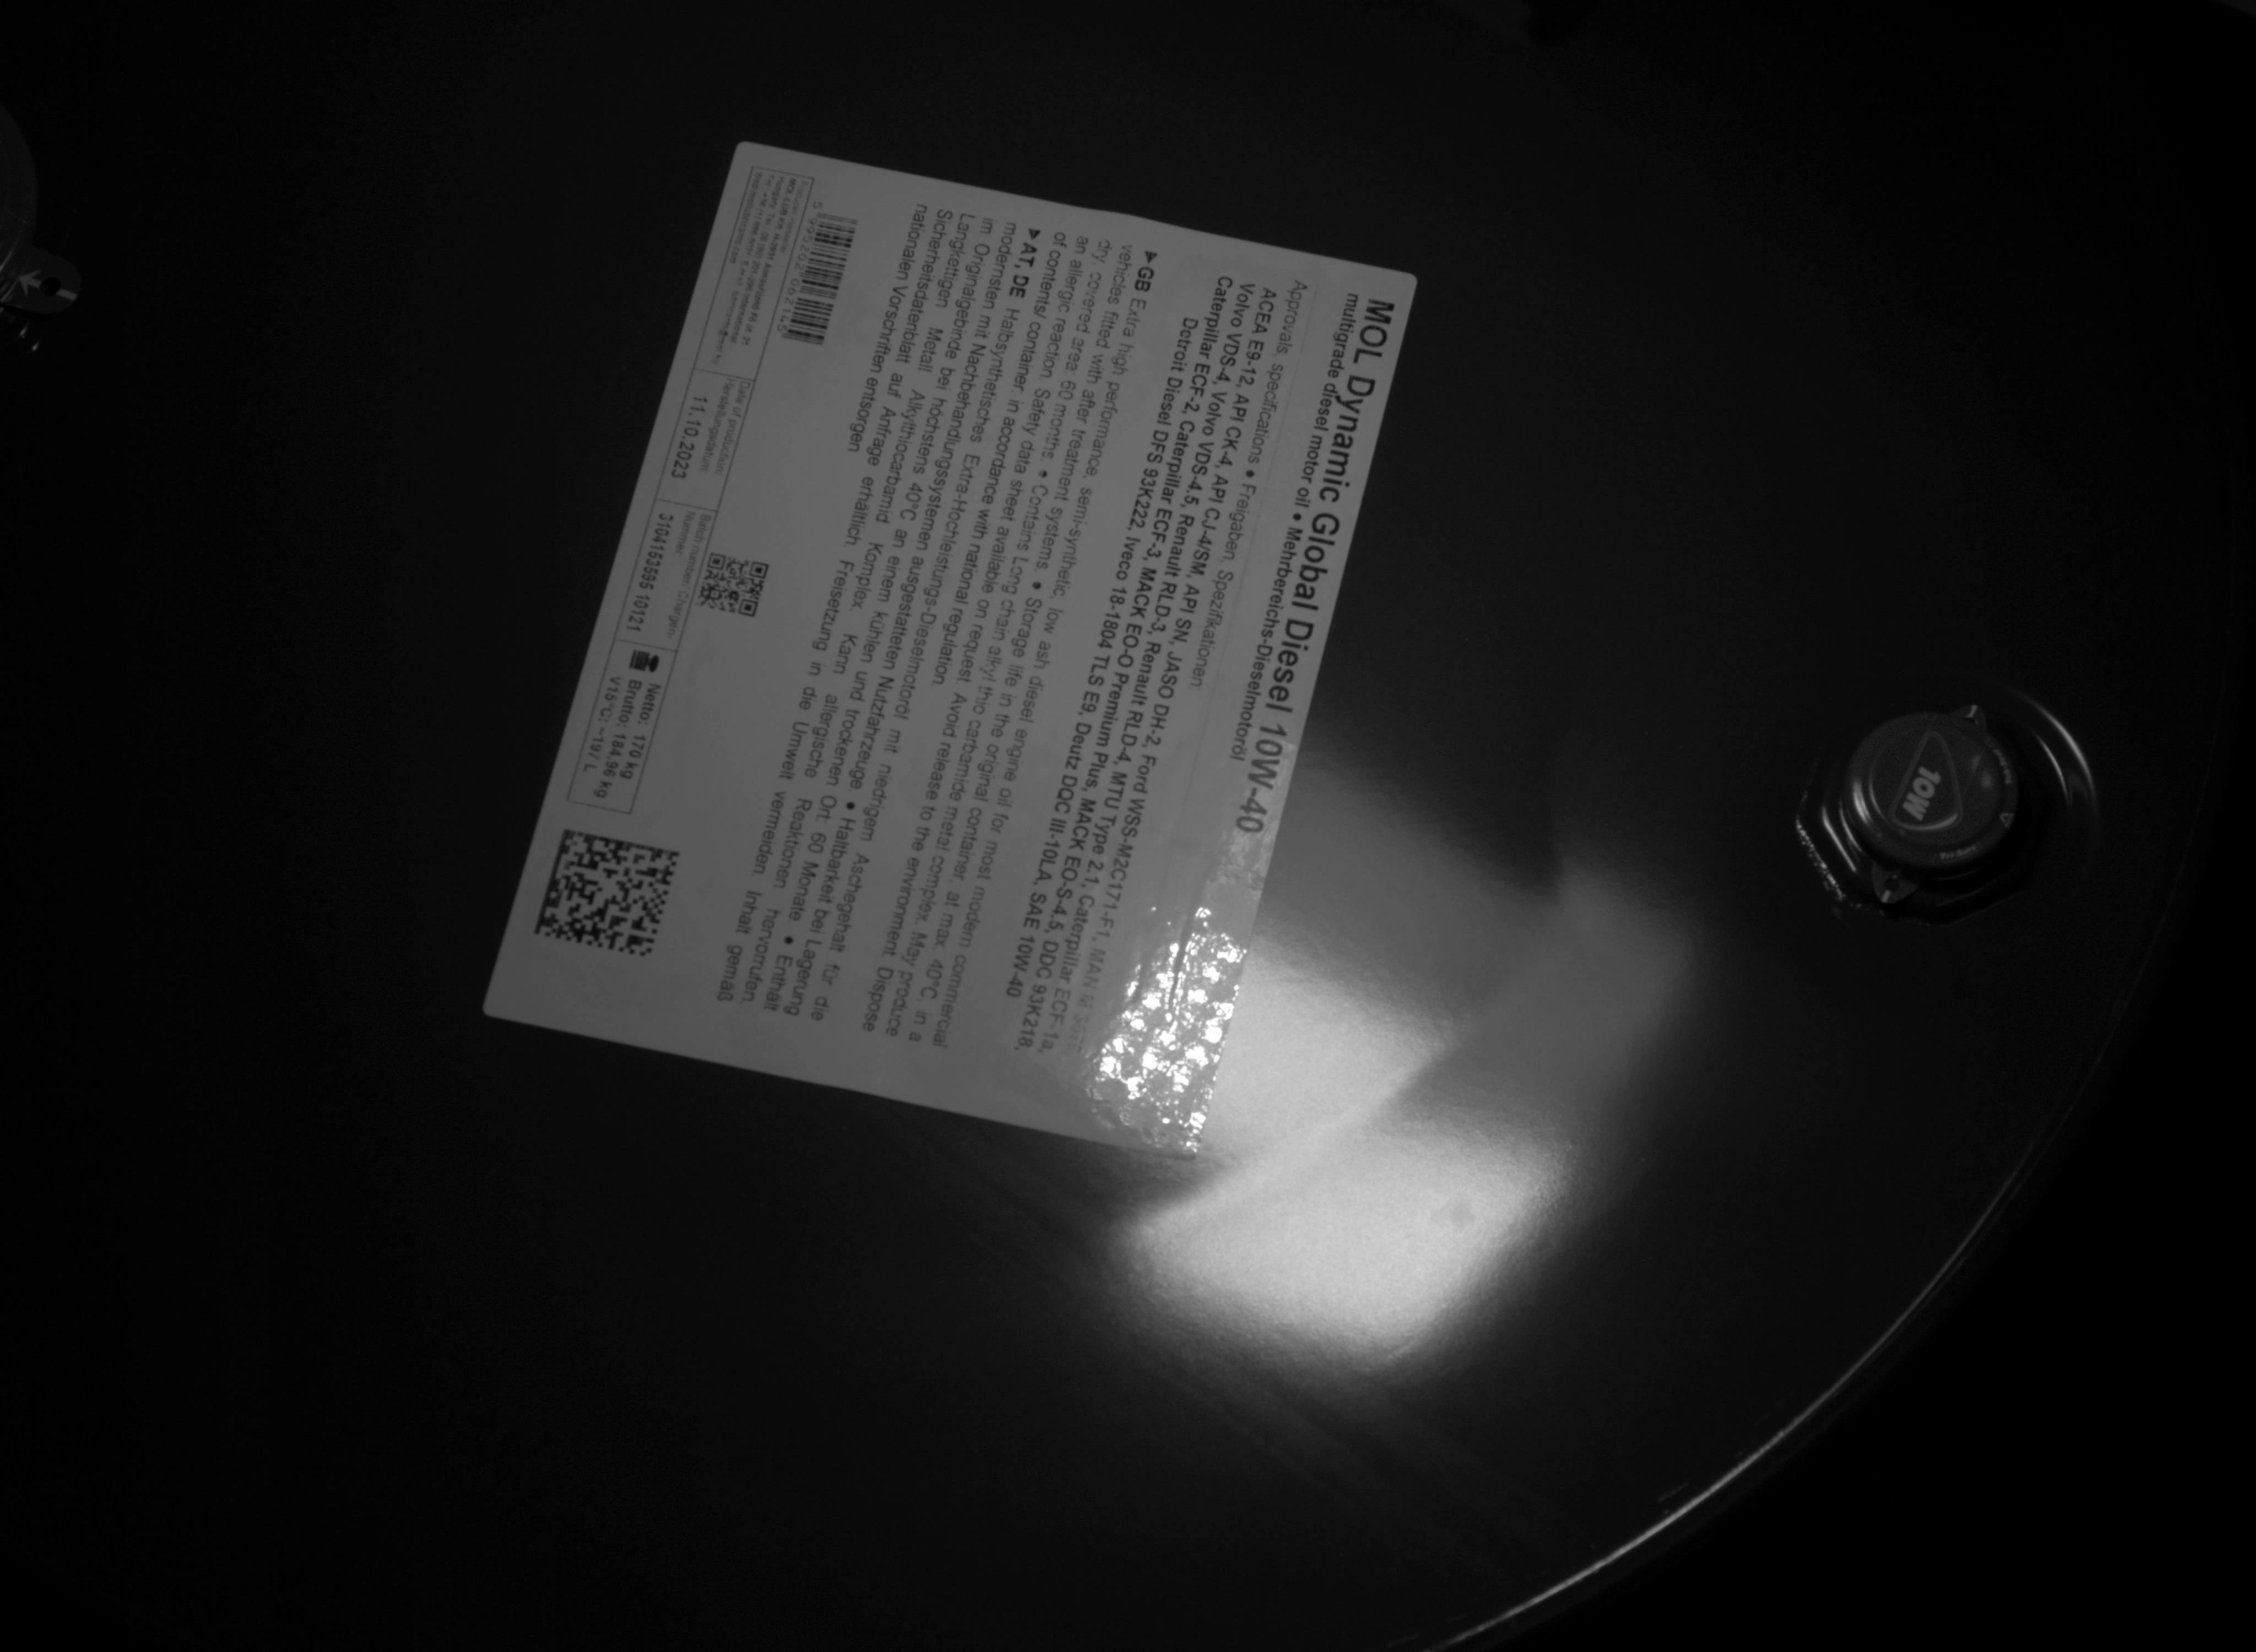 MOL Dynamic Global Diesel 10W-40
multigrade diesel motor oil • Mehrbereichs-Dieselmotoröl
Approvals, specifications • Freigaben, Spezifikationen:
ACEA E9-12, API CK-4, API CJ-4/SM, API SN, JASO DH-2, Ford WSS-M2C171-F1, MAN M
Volvo VDS-4, Volvo VDS-4.5, Renault RLD-3, Renault RLD-4, MTU Type 2.1, Caterpillar ECF-1a,
Caterpillar ECF-2, Caterpillar ECF-3, MACK EO-O Premium Plus, MACK EO-S-4.5, DDC 93K218,
Detroit Diesel DFS 93K222, Iveco 18-1804 TLS E9, Deutz DQC III-10LA, SAE 10W-40
▶GB Extra high performance, semi-synthetic, low ash diesel engine oil for most modern commercial
vehicles fitted with after treatment systems. • Storage life in the original container, at max. 40°C, in a
dry, covered area: 60 months. • Contains Long chain alkyl thio carbamide metal complex. May produce
an allergic reaction. Safety data sheet available on request. Avoid release to the environment. Dispose
of contents/ container in accordance with national regulation.
▶AT, DE Halbsynthetisches Extra-Hochleistungs-Dieselmotoröl mit niedrigem Aschegehalt für die
modernsten mit Nachbehandlungssystemen ausgestatteten Nutzfahrzeuge. • Haltbarkeit bei Lagerung
im Originalgebinde bei höchstens 40°C an einem kühlen und trockenen Ort: 60 Monate. • Enthält
Langkettigen Metall Alkylthiocarbamid Komplex. Kann allergische Reaktionen hervorrufen.
Sicherheitsdatenblatt auf Anfrage erhältlich. Freisetzung in die Umwelt vermeiden. Inhalt gemäß
nationalen Vorschriften entsorgen
5 995202 062145
Date of production:
Herstellungsdatum:
11.10.2023
Batch number Chargen-
Nummer:
3104153595 10121
Netto: 170 kg
Brutto: 184,96 kg
V15°C: ~197 L
MOL